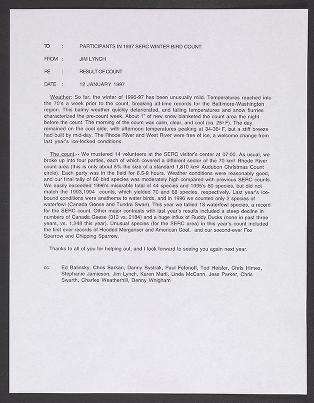 TO : PARTICIPANTS IN 1997 SERC WINTER BIRD COUNT
FROM : JIM LYNCH
RE : RESULT OF COUNT
DATE : 12 JANUARY 1997
Weather: So far, the winter of 1996-97 has been unusually mild. Temperatures reached into
the 70's a week prior to the count, breaking all-time records for the Baltimore-Washington
region. This balmy weather quickly deteriorated, and falling temperatures and snow flurries
characterized the pre-count week. About 1" of new snow blanketed the count area the night
before the count. The morning of the count was calm, clear, and cool (ca. 25° F). The day
remained on the cool side, with afternoon temperatures peaking at 34-36° F, but a stiff breeze
had built by mid-day. The Rhode River and West River were free of ice, a welcome change from
last year's ice-locked conditions.
The count -- We mustered 14 volunteers at the SERC visitor's center at 07:00. As usual, we
broke up into four parties, each of which covered a different sector of the 70 km² Rhode River
count area (this is only about 5% the size of a standard 1,810 km² Audubon Christmas Count
circle). Each party was in the field for 6.5-9 hours. Weather conditions were reasonably good,
and our final tally of 66 bird species was moderately high compared with previous SERC counts.
We easily exceeded 1996's miserable total of 44 species and 1995's 60 species, but did not
match the 1993, 1994 counts, which yielded 70 and 68 species, respectively. Last year's ice-
bound conditions were anathema to water birds, and in 1996 we counted only 2 species of
waterfowl (Canada Goose and Tundra Swan). This year we tallied 13 waterfowl species, a record
for the SERC count. Other major contrasts with last year's results included a steep decline in
numbers of Canada Geese (313 vs. 2184) and a huge influx of Ruddy Ducks (none in past three
years, vs. 1,348 this year). Unusual species (for the SERC area) in this year's count included
the first ever records of Hooded Merganser and American Coot, and our second-ever Fox
Sparrow and Chipping Sparrow.
Thanks to all of you for helping out, and I look forward to seeing you again next year.
cc: Ed Balinsky, Chris Danny Bystrak, Paul Fofonoff, Tod Heisler, Chris Himes,
Stephanie Jamieson, Jim Lynch, Karen Linda McCann, Jess Parker, Chris
Swarth, Charles Weatherbill, Denny Whigham